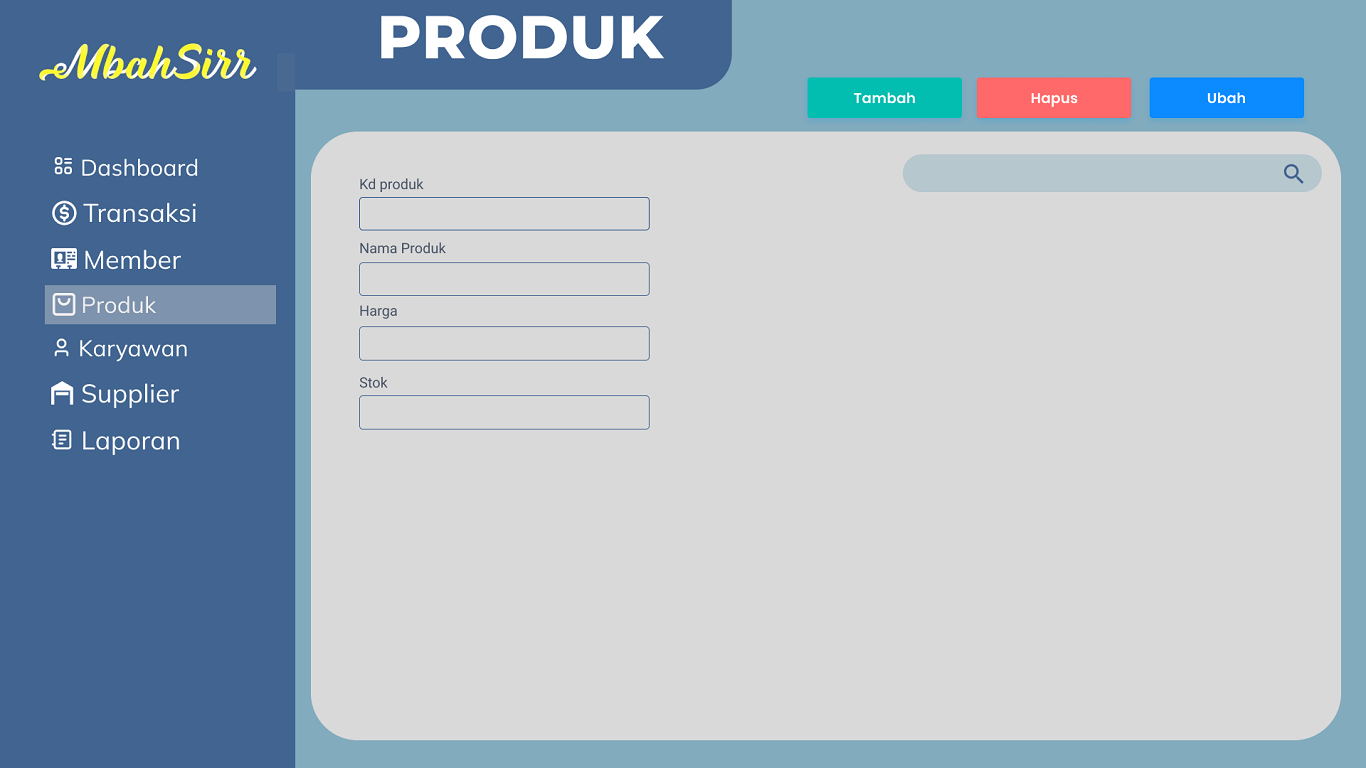 MbahSirr
PRODUK
Tambah
Hapus
Ubah
Dashboard
Transaksi
Member
Produk
Karyawan
Supplier
Laporan
Kd produk
Nama Produk
Harga
Stok